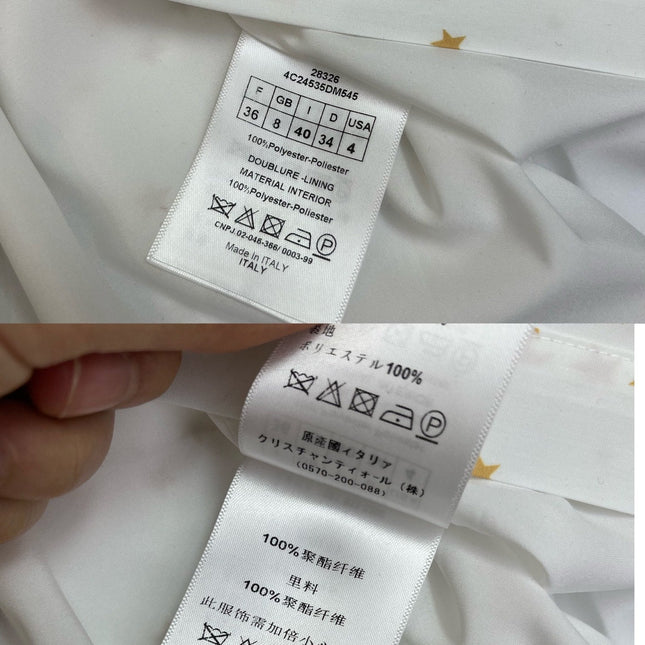 28326
4C24535DM545
F GB I D USA
36 8 40 34 4
100%Polyester-Poliester
DOUBLURE -LINING
MATERIAL INTERIOR
100%Polyester-Poliester
P
CNPJ.02-046-366/ 0003-99
Made in ITALY
ITALY
裏地
ポリエステル100%
P
原産國イタリア
クリスチャンディオール(株)
(0570-200-088)
100%聚酯纤维
里料
100%聚酯纤维
此服饰需加倍小心